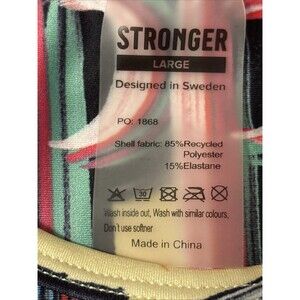 STRONGER
LARGE
Designed in Sweden
PO: 1868
Shell fabric: 85%Recycled
Polyester
15%Elastane
30
Wash inside out, Wash with similar colours,
Don't use softner
Made in China